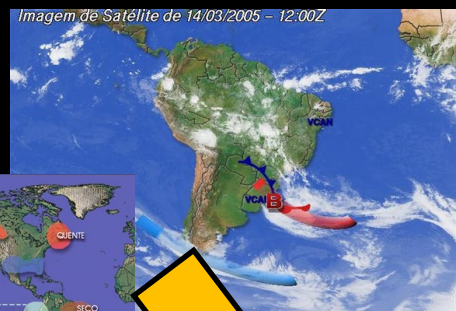 Imagem de Satélite de 14/03/2005 – 12:00Z
VCAN
VCAN
B
QUENTE
SECO